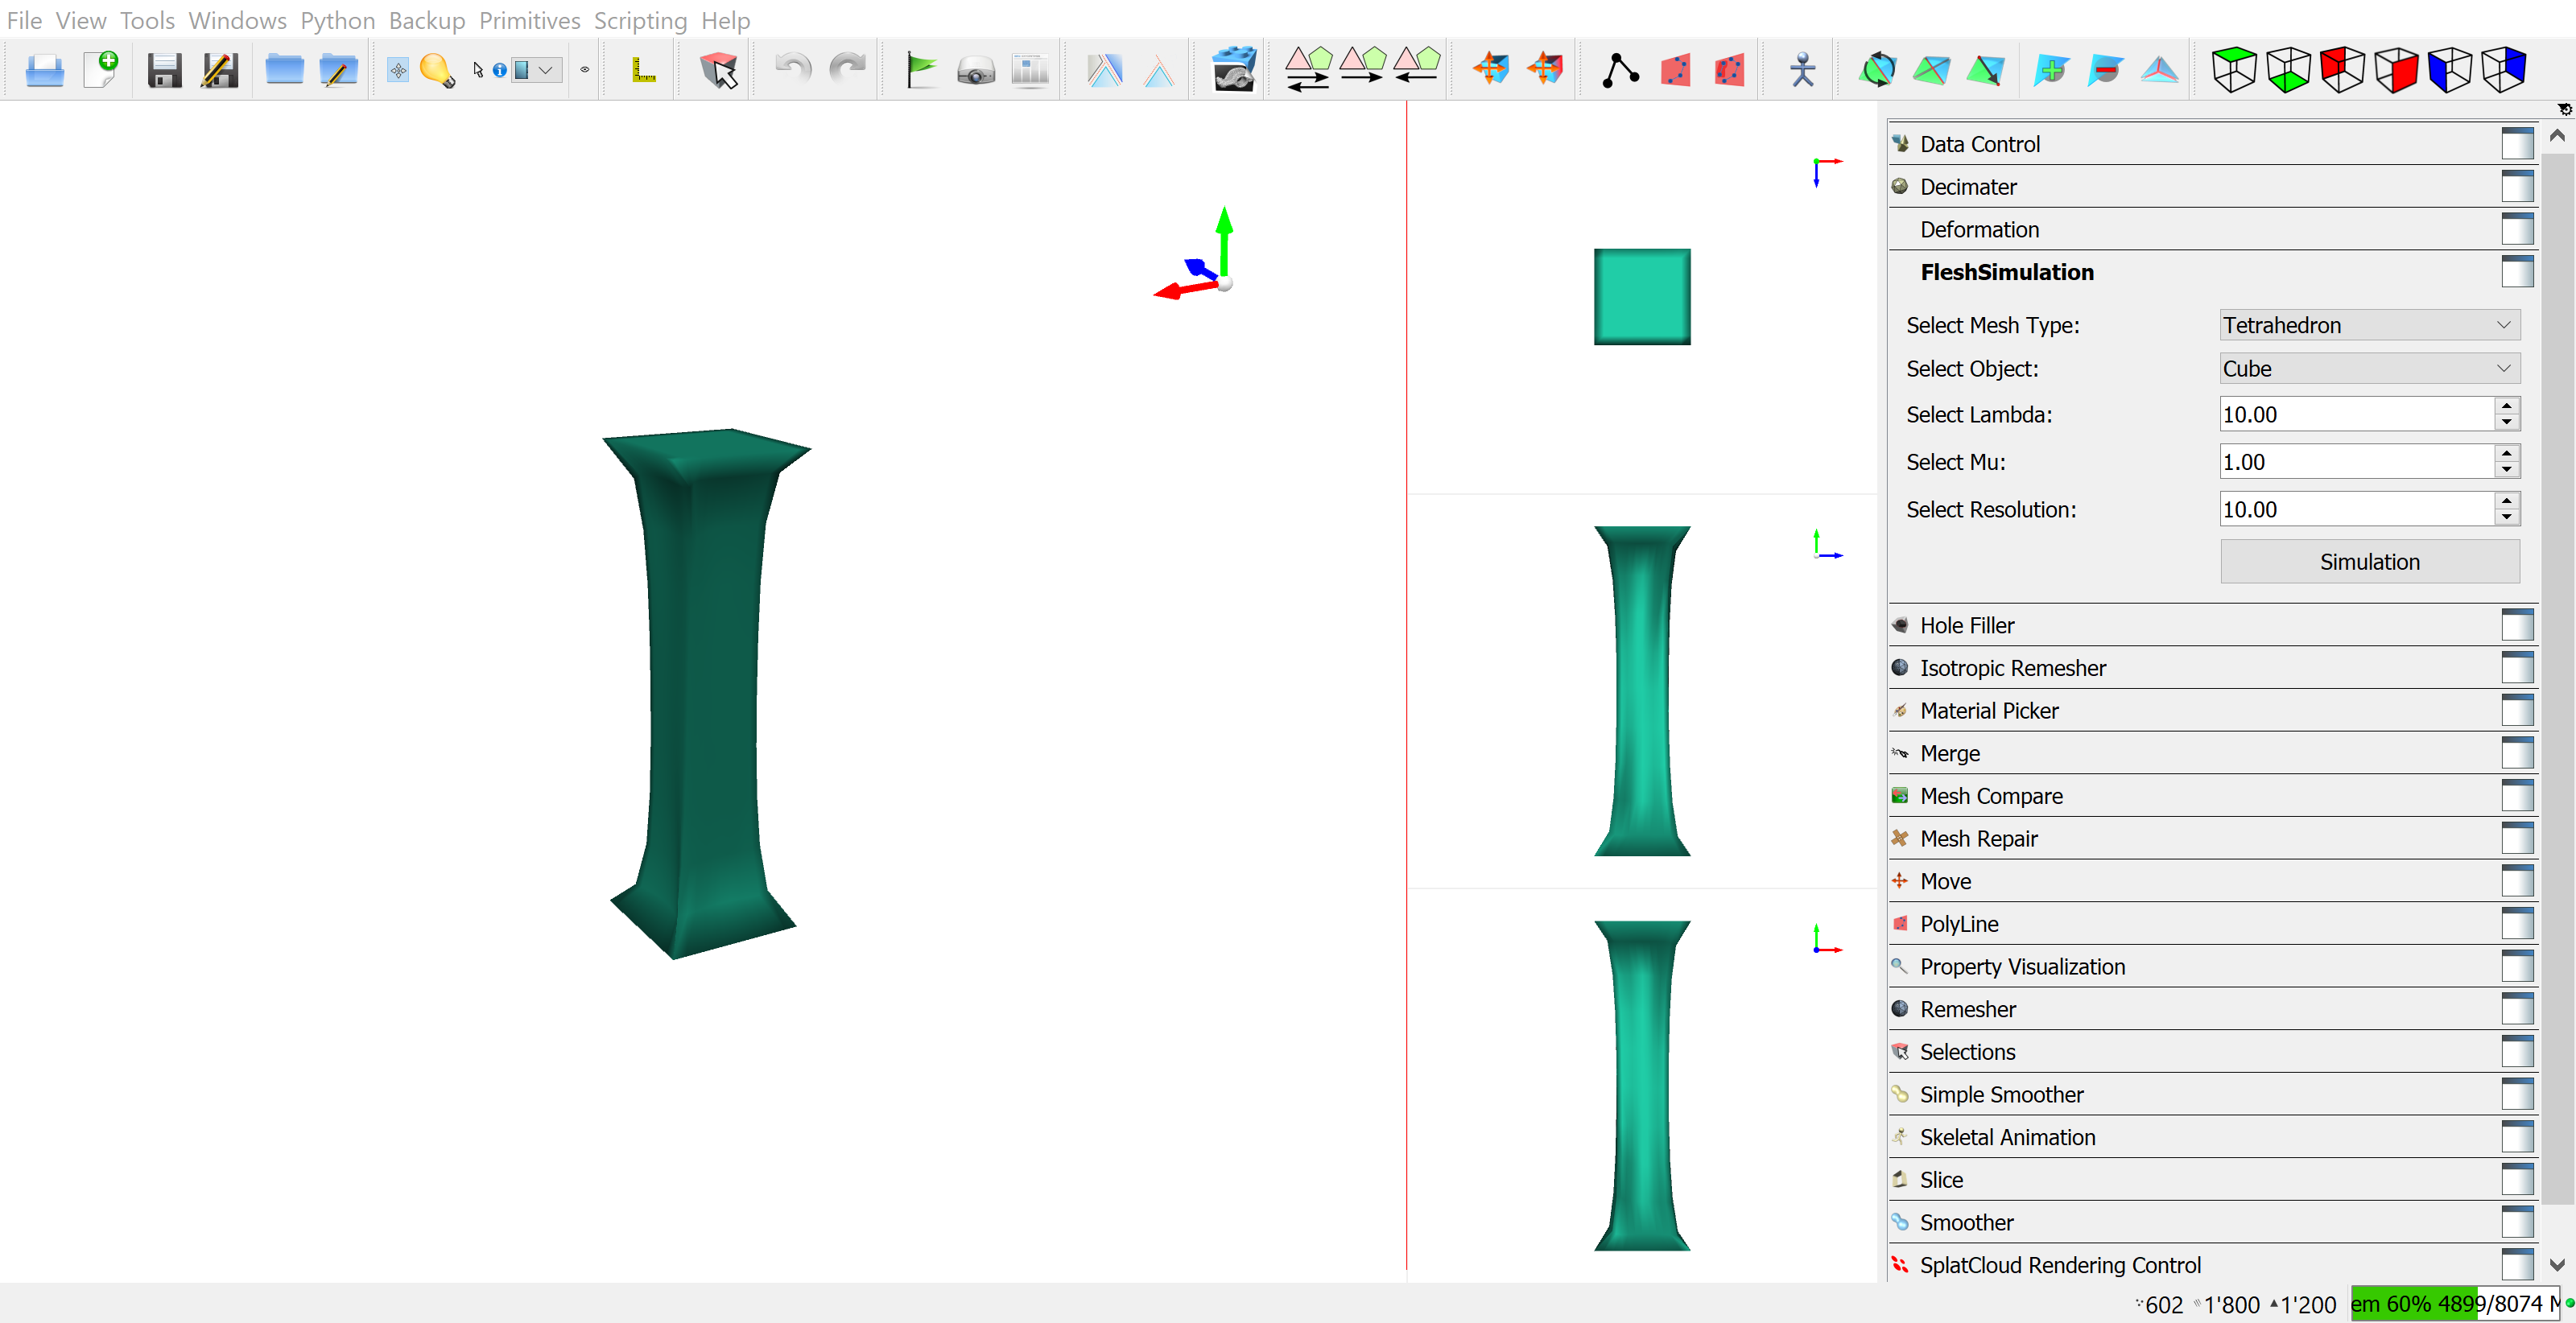 File View Tools Windows Python Backup Primitives Scripting Help
Data Control
Decimater
Deformation
FleshSimulation
Select Mesh Type: Tetrahedron
Select Object: Cube
Select Lambda: 10.00
Select Mu: 1.00
Select Resolution: 10.00
Simulation
Hole Filler
Isotropic Remesher
Material Picker
Merge
Mesh Compare
Mesh Repair
Move
PolyLine
Property Visualization
Remesher
Selections
Simple Smoother
Skeletal Animation
Slice
Smoother
SplatCloud Rendering Control
602 1'800 1'200 em 60% 4899/8074 M